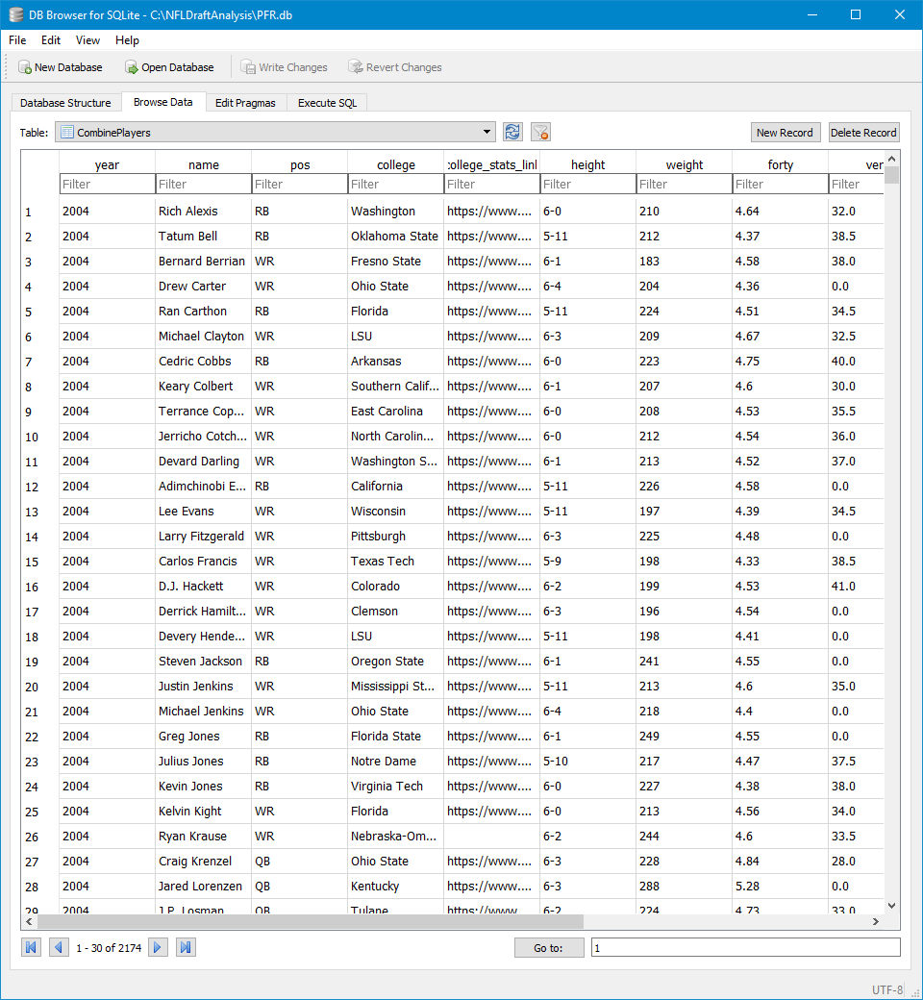 DB Browser for SQLite - C:\NFLDraftAnalysis\PFR.db
File Edit View Help
New Database Open Database Write Changes Revert Changes
Database Structure Browse Data Edit Pragmas Execute SQL
Table: CombinePlayers New Record Delete Record
year name pos college college_stats_linl height weight forty ver
Filter Filter Filter Filter Filter Filter Filter Filter Filter
1 2004 Rich Alexis RB Washington https://www.... 6-0 210 4.64 32.0
2 2004 Tatum Bell RB Oklahoma State https://www.... 5-11 212 4.37 38.5
3 2004 Bernard Berrian WR Fresno State https://www.... 6-1 183 4.58 38.0
4 2004 Drew Carter WR Ohio State https://www.... 6-4 204 4.36 0.0
5 2004 Ran Carthon RB Florida https://www.... 5-11 224 4.51 34.5
6 2004 Michael Clayton WR LSU https://www.... 6-3 209 4.67 32.5
7 2004 Cedric Cobbs RB Arkansas https://www.... 6-0 223 4.75 40.0
8 2004 Keary Colbert WR Southern Calif... https://www.... 6-1 207 4.6 30.0
9 2004 Terrance Cop... WR East Carolina https://www.... 6-0 208 4.53 35.5
10 2004 Jerricho Cotch... WR North Carolin... https://www.... 6-0 212 4.54 36.0
11 2004 Devard Darling WR Washington S... https://www.... 6-1 213 4.52 37.0
12 2004 Adimchinobi E... RB California https://www.... 5-11 226 4.58 0.0
13 2004 Lee Evans WR Wisconsin https://www.... 5-11 197 4.39 34.5
14 2004 Larry Fitzgerald WR Pittsburgh https://www.... 6-3 225 4.48 0.0
15 2004 Carlos Francis WR Texas Tech https://www.... 5-9 198 4.33 38.5
16 2004 D.J. Hackett WR Colorado https://www.... 6-2 199 4.53 41.0
17 2004 Derrick Hamilt... WR Clemson https://www.... 6-3 196 4.54 0.0
18 2004 Devery Hende... WR LSU https://www.... 5-11 198 4.41 0.0
19 2004 Steven Jackson RB Oregon State https://www.... 6-1 241 4.55 0.0
20 2004 Justin Jenkins WR Mississippi St... https://www.... 5-11 213 4.6 35.0
21 2004 Michael Jenkins WR Ohio State https://www.... 6-4 218 4.4 0.0
22 2004 Greg Jones RB Florida State https://www.... 6-1 249 4.55 0.0
23 2004 Julius Jones RB Notre Dame https://www.... 5-10 217 4.47 37.5
24 2004 Kevin Jones RB Virginia Tech https://www.... 6-0 227 4.38 38.0
25 2004 Kelvin Kight WR Florida https://www.... 6-0 213 4.56 34.0
26 2004 Ryan Krause WR Nebraska-Om... 6-2 244 4.6 33.5
27 2004 Craig Krenzel QB Ohio State https://www.... 6-3 228 4.84 28.0
28 2004 Jared Lorenzen QB Kentucky https://www.... 6-3 288 5.28 0.0
29 2004 J.P. Losman QB Tulane https://www.... 6-2 224 4.73 33.0
1 - 30 of 2174 Go to: 1
UTF-8